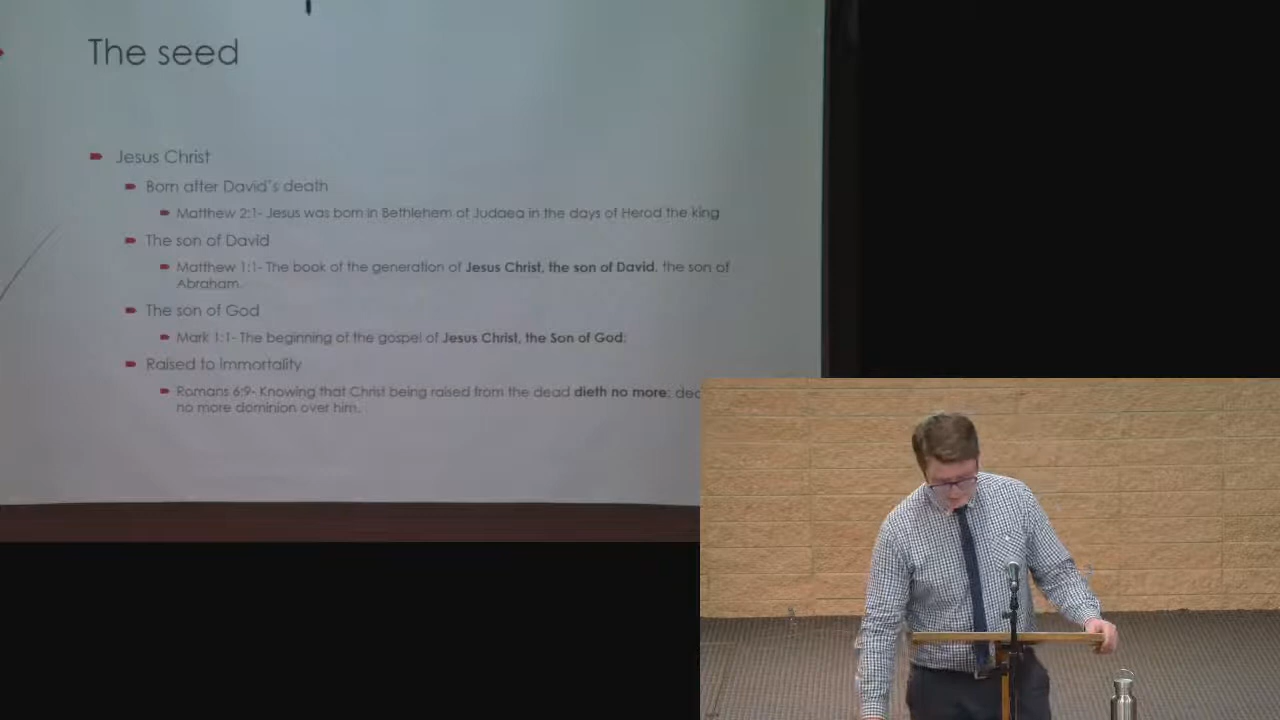 The seed
Jesus Christ
Born after David's death
Matthew 2:1- Jesus was born in Bethlehem of Judaea in the days of Herod the king
The son of David
Matthew 1:1- The book of the generation of Jesus Christ, the son of David, the son of
Abraham.
The son of God
Mark 1:1- The beginning of the gospel of Jesus Christ, the Son of God;
Raised to immortality
Romans 6:9- Knowing that Christ being raised from the dead dieth no more;
no more dominion over him.